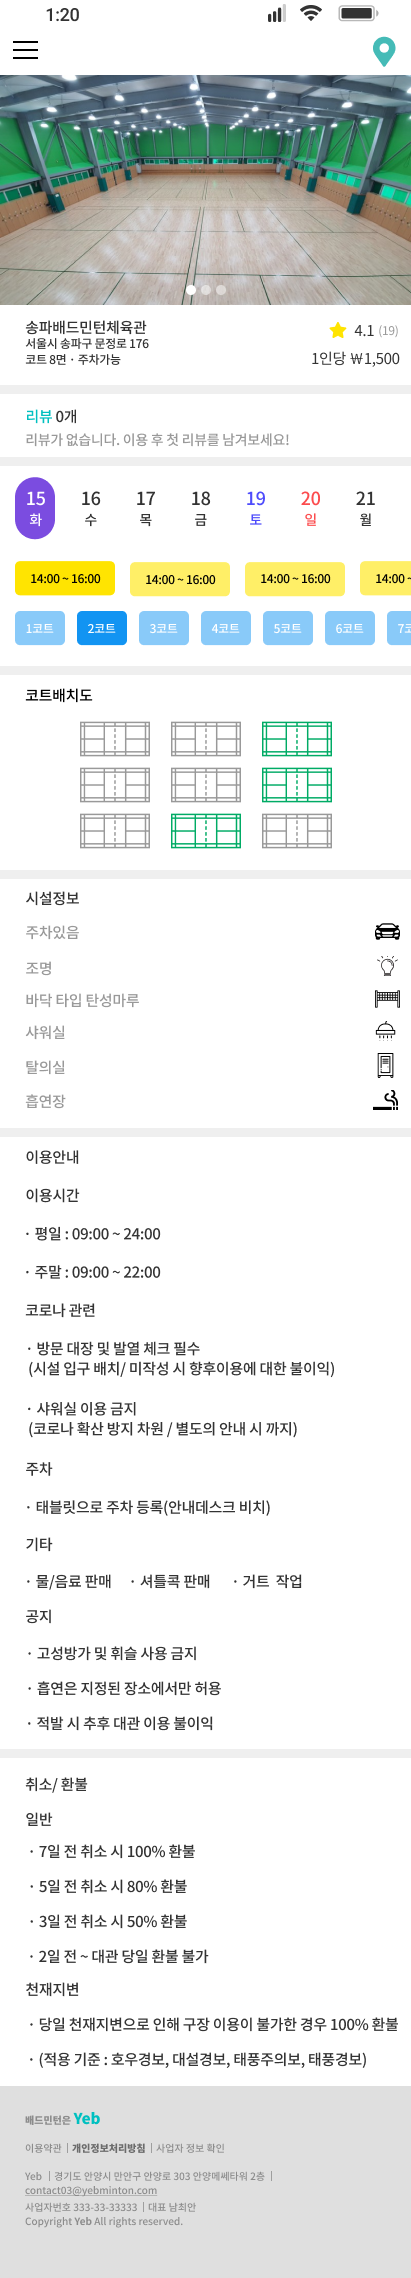 1:20
송파배드민턴체육관
서울시 송파구 문정로 176
코트 8면 · 주차가능
4.1 (19)
1인당 ₩1,500
리뷰 0개
리뷰가 없습니다. 이용 후 첫 리뷰를 남겨보세요!
15 16 17 18 19 20 21
화 수 목 금 토 일 월
14:00 ~ 16:00 14:00 ~ 16:00 14:00 ~ 16:00 14:00 ~
1코트 2코트 3코트 4코트 5코트 6코트 7코
코트배치도
시설정보
주차있음
조명
바닥 타입 탄성마루
샤워실
탈의실
흡연장
이용안내
이용시간
· 평일 : 09:00 ~ 24:00
· 주말 : 09:00 ~ 22:00
코로나 관련
· 방문 대장 및 발열 체크 필수
(시설 입구 배치/ 미작성 시 향후이용에 대한 불이익)
· 샤워실 이용 금지
(코로나 확산 방지 차원 / 별도의 안내 시 까지)
주차
· 태블릿으로 주차 등록(안내데스크 비치)
기타
· 물/음료 판매 · 셔틀콕 판매 · 거트 작업
공지
· 고성방가 및 휘슬 사용 금지
· 흡연은 지정된 장소에서만 허용
· 적발 시 추후 대관 이용 불이익
취소/ 환불
일반
· 7일 전 취소 시 100% 환불
· 5일 전 취소 시 80% 환불
· 3일 전 취소 시 50% 환불
· 2일 전 ~ 대관 당일 환불 불가
천재지변
· 당일 천재지변으로 인해 구장 이용이 불가한 경우 100% 환불
· (적용 기준 : 호우경보, 대설경보, 태풍주의보, 태풍경보)
배드민턴은 Yeb
이용약관 | 개인정보처리방침 | 사업자 정보 확인
Yeb | 경기도 안양시 만안구 안양로 303 안양메쎄타워 2층 |
contact03@yebminton.com
사업자번호 333-33-33333 | 대표 남최안
Copyright Yeb All rights reserved.